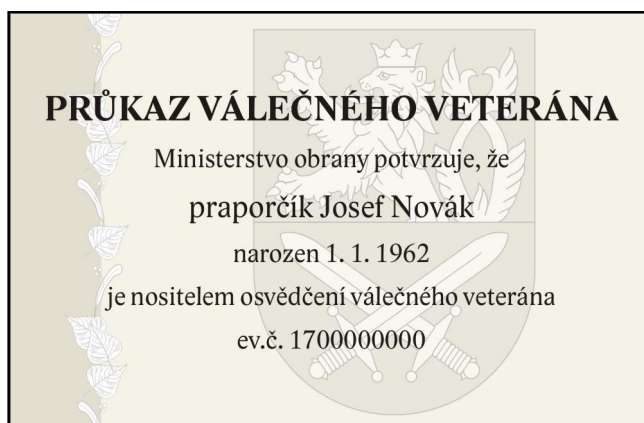 PRŮKAZ VÁLEČNÉHO VETERÁNA
Ministerstvo obrany potvrzuje, že
praporčík Josef Novák
narozen 1. 1. 1962
je nositelem osvědčení válečného veterána
ev.č. 1700000000